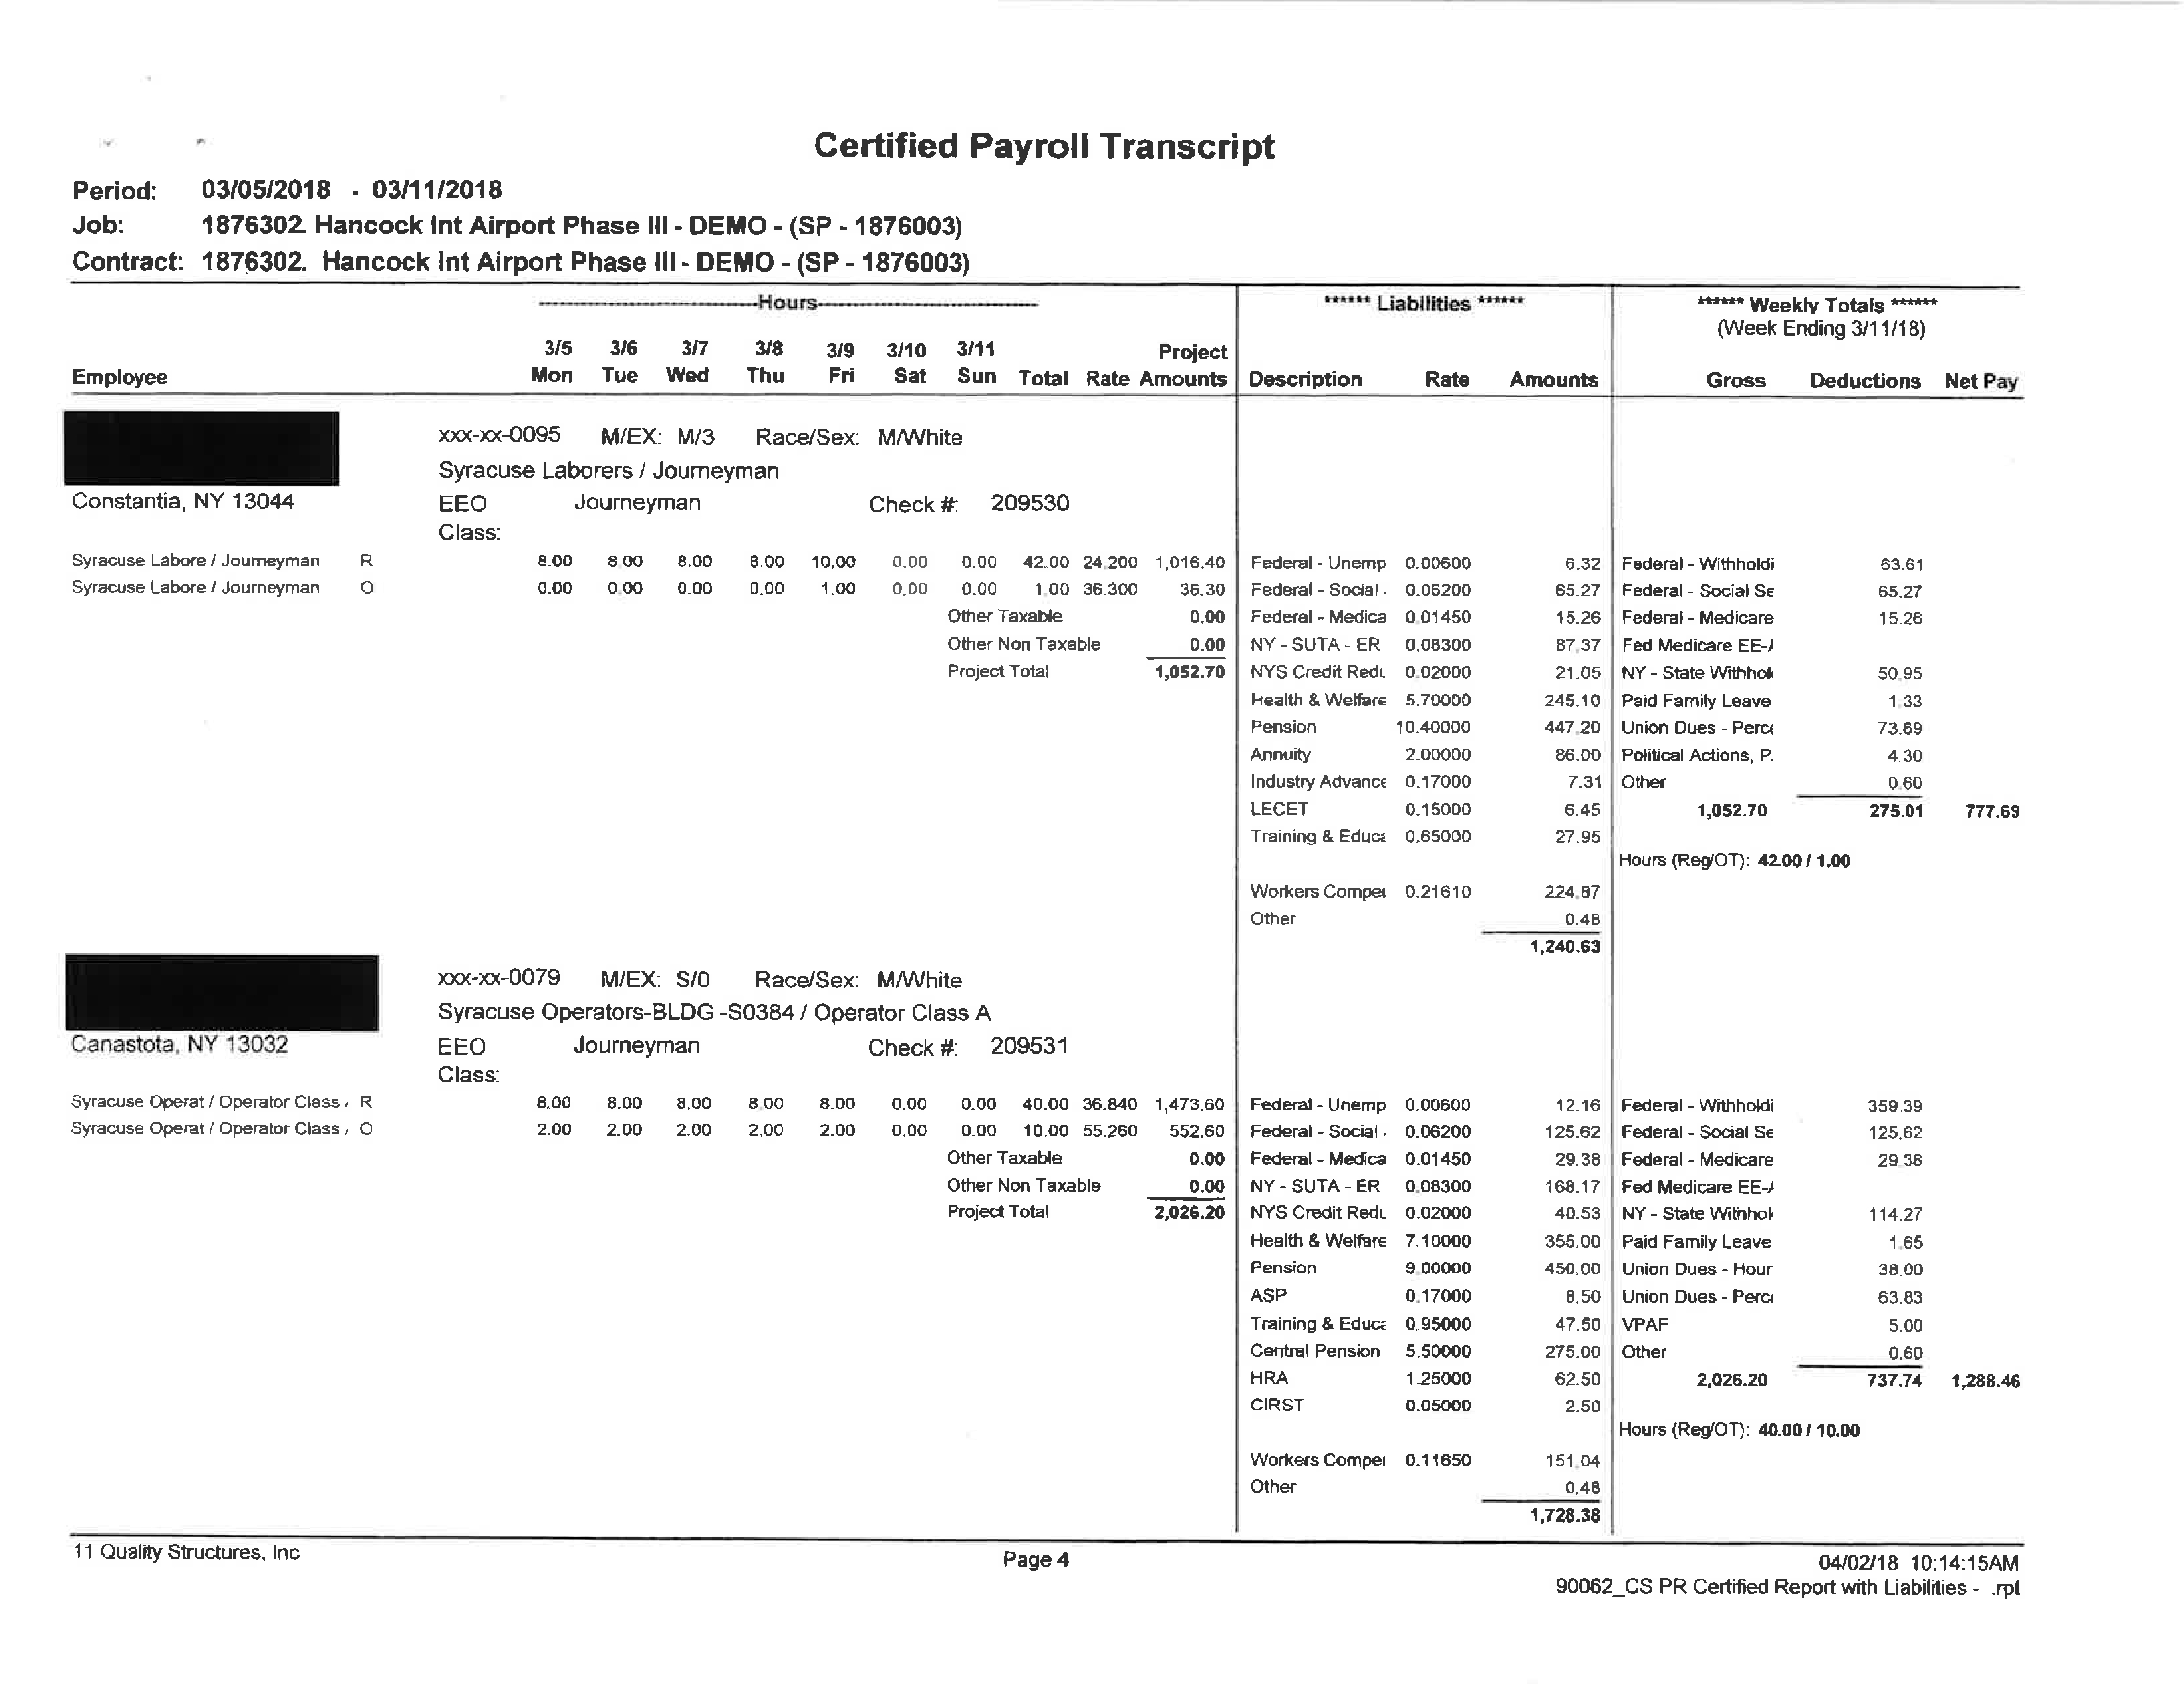 Certified Payroll Transcript
Period: 03/05/2018 - 03/11/2018
Job: 1876302. Hancock Int Airport Phase III - DEMO - (SP - 1876003)
Contract: 1876302. Hancock Int Airport Phase III - DEMO - (SP - 1876003)
Hours ****** Liabilities ****** ****** Weekly Totals ******
(Week Ending 3/11/18)
3/5 3/6 3/7 3/8 3/9 3/10 3/11 Project
Employee Mon Tue Wed Thu Fri Sat Sun Total Rate Amounts Description Rate Amounts Gross Deductions Net Pay
xxx-xx-0095 M/EX: M/3 Race/Sex: M/White
Syracuse Laborers / Journeyman
Constantia, NY 13044 EEO Journeyman Check #: 209530
Class:
Syracuse Labore / Journeyman R 8.00 8.00 8.00 8.00 10.00 0.00 0.00 42.00 24.200 1,016.40 Federal - Unemp 0.00600 6.32 Federal - Withholdi 63.61
Syracuse Labore / Journeyman O 0.00 0.00 0.00 0.00 1.00 0.00 0.00 1.00 36.300 36.30 Federal - Social . 0.06200 65.27 Federal - Social Se 65.27
Other Taxable 0.00 Federal - Medica 0.01450 15.26 Federal - Medicare 15.26
Other Non Taxable 0.00 NY - SUTA - ER 0.08300 87.37 Fed Medicare EE-A
Project Total 1,052.70 NYS Credit Redu 0.02000 21.05 NY - State Withhol 50.95
Health & Welfare 5.70000 245.10 Paid Family Leave 1.33
Pension 10.40000 447.20 Union Dues - Perce 73.69
Annuity 2.00000 86.00 Political Actions, P. 4.30
Industry Advance 0.17000 7.31 Other 0.60
LECET 0.15000 6.45 1,052.70 275.01 777.69
Training & Educa 0.65000 27.95
Hours (Reg/OT): 42.00 / 1.00
Workers Compe 0.21610 224.87
Other 0.48
1,240.63
xxx-xx-0079 M/EX: S/0 Race/Sex: M/White
Syracuse Operators-BLDG -S0384 / Operator Class A
Canastota, NY 13032 EEO Journeyman Check #: 209531
Class:
Syracuse Operat / Operator Class . R 8.00 8.00 8.00 8.00 8.00 0.00 0.00 40.00 36.840 1,473.60 Federal - Unemp 0.00600 12.16 Federal - Withholdi 359.39
Syracuse Operat / Operator Class , O 2.00 2.00 2.00 2.00 2.00 0.00 0.00 10.00 55.260 552.60 Federal - Social . 0.06200 125.62 Federal - Social Se 125.62
Other Taxable 0.00 Federal - Medica 0.01450 29.38 Federal - Medicare 29.38
Other Non Taxable 0.00 NY - SUTA - ER 0.08300 168.17 Fed Medicare EE-A
Project Total 2,026.20 NYS Credit Redu 0.02000 40.53 NY - State Withhol 114.27
Health & Welfare 7.10000 355.00 Paid Family Leave 1.65
Pension 9.00000 450.00 Union Dues - Hour 38.00
ASP 0.17000 8.50 Union Dues - Perce 63.83
Training & Educa 0.95000 47.50 VPAF 5.00
Central Pension 5.50000 275.00 Other 0.60
HRA 1.25000 62.50 2,026.20 737.74 1,288.46
CIRST 0.05000 2.50
Hours (Reg/OT): 40.00 / 10.00
Workers Compe 0.11650 151.04
Other 0.48
1,728.38
11 Quality Structures, Inc Page 4 04/02/18 10:14:15AM
90062_CS PR Certified Report with Liabilities - .rpt